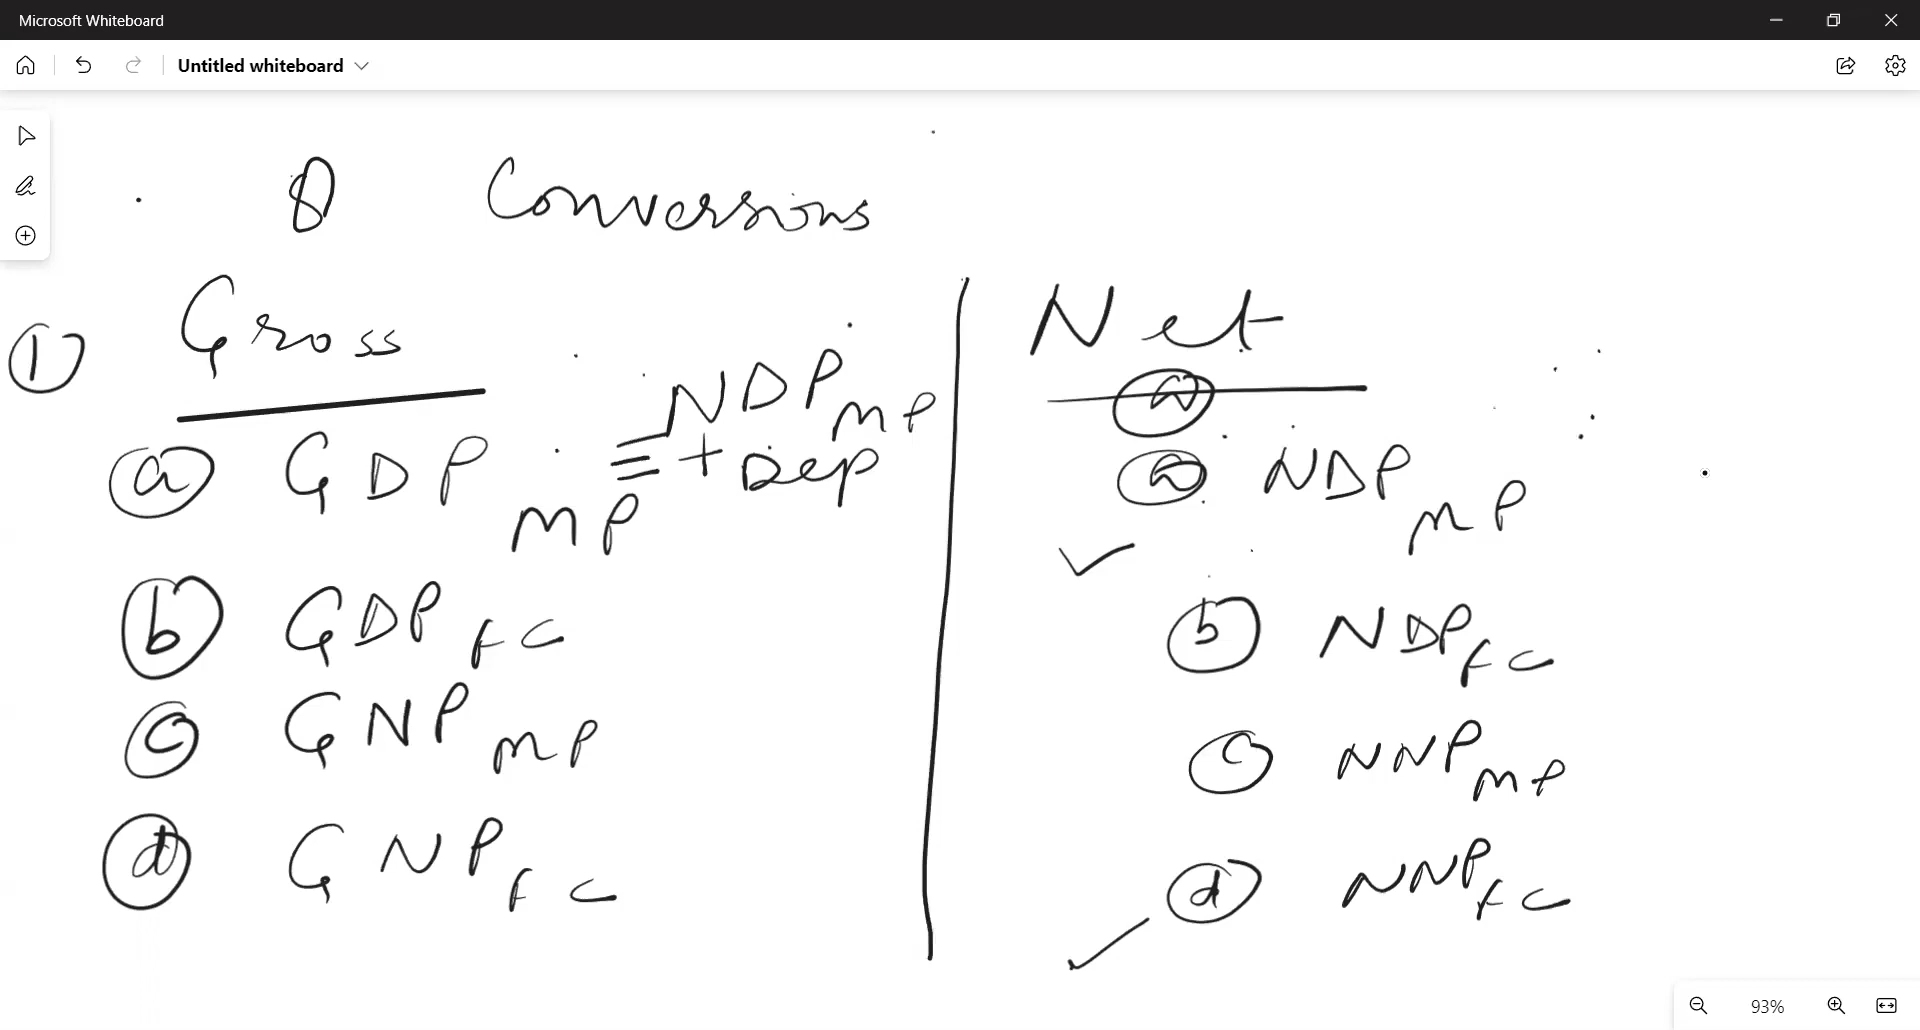 Microsoft Whiteboard
Untitled whiteboard
8 Conversions
① Gross
ⓐ GDP MP = NDP MP + Dep
ⓑ GDP FC
ⓒ GNP MP
ⓓ GNP FC
Net
ⓐ
ⓐ NDP MP
ⓑ NDP FC
ⓒ NNP MP
ⓓ NNP FC
93%